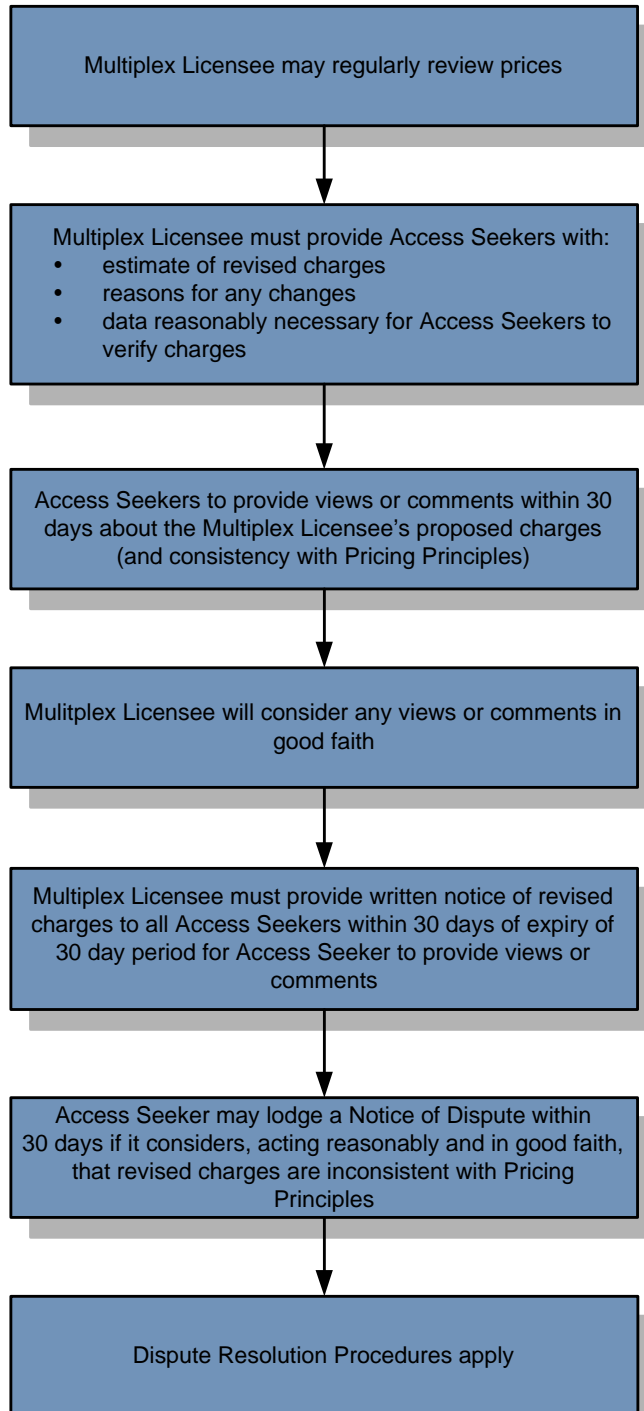 Multiplex Licensee may regularly review prices
Multiplex Licensee must provide Access Seekers with:
• estimate of revised charges
• reasons for any changes
• data reasonably necessary for Access Seekers to
verify charges
Access Seekers to provide views or comments within 30
days about the Multiplex Licensee’s proposed charges
(and consistency with Pricing Principles)
Mulitplex Licensee will consider any views or comments in
good faith
Multiplex Licensee must provide written notice of revised
charges to all Access Seekers within 30 days of expiry of
30 day period for Access Seeker to provide views or
comments
Access Seeker may lodge a Notice of Dispute within
30 days if it considers, acting reasonably and in good faith,
that revised charges are inconsistent with Pricing
Principles
Dispute Resolution Procedures apply